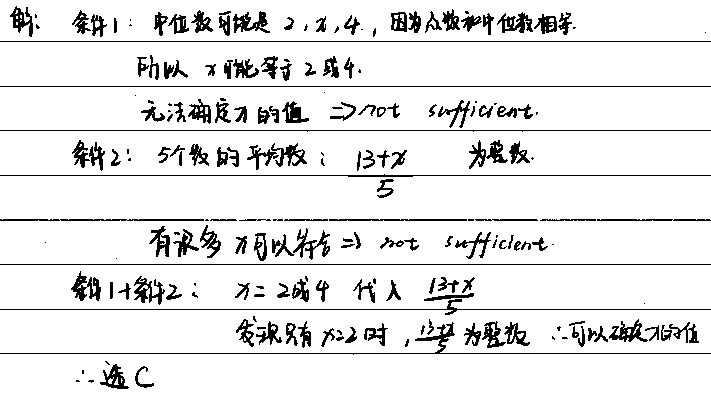 解: 条件1: 中位数可能是 2, x, 4, 因为众数和中位数相等.
所以 x可能等于 2 或4.
无法确定x的值 => not sufficient.
条件2: 5个数的平均数: \frac{13+x}{5} 为整数.
有很多 x可以符合 => not sufficient.
条件1+条件2: x=2或4 代入 \frac{13+x}{5}
发现只有 x=2时, \frac{13+x}{5} 为整数 ∴可以确定x的值
∴选C